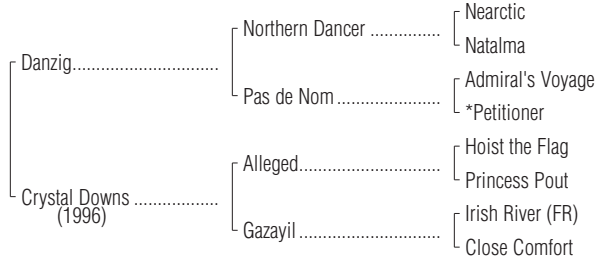 Nearctic
Northern Dancer ...............
Natalma
Danzig..............................
Admiral's Voyage
Pas de Nom......................
*Petitioner
Hoist the Flag
Alleged..............................
Princess Pout
Crystal Downs ..................
(1996)
Irish River (FR)
Gazayil ..............................
Close Comfort